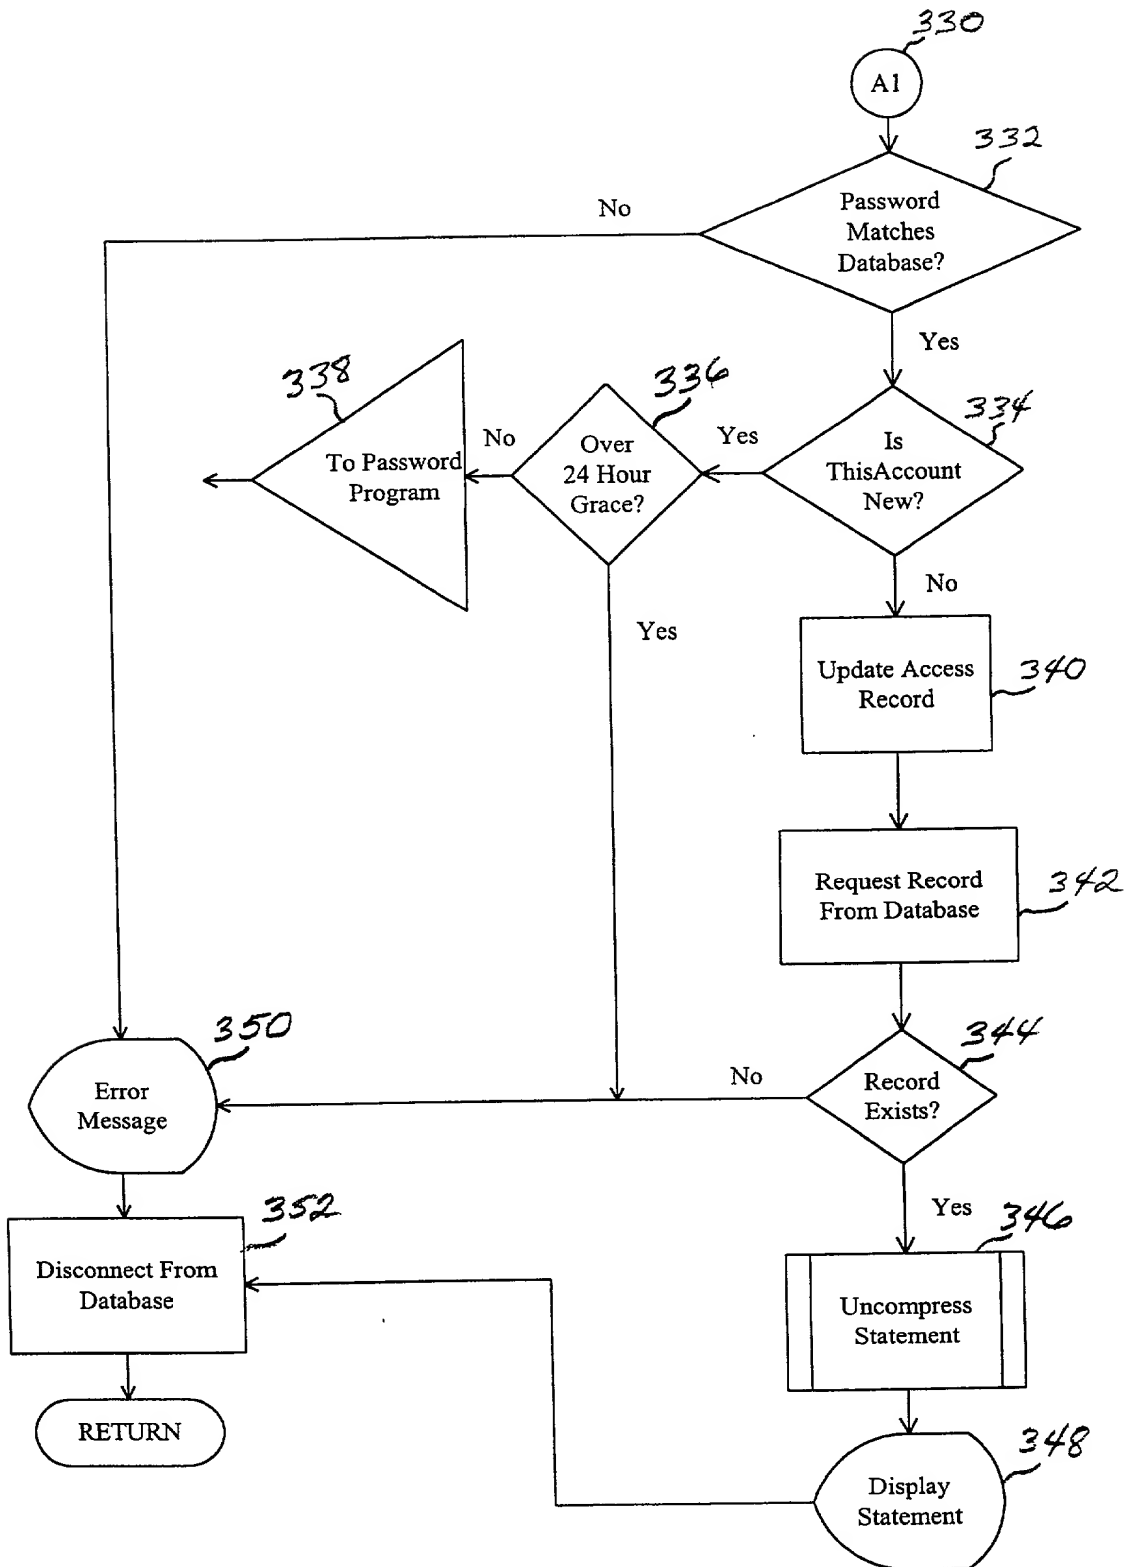 330
A1
332
Password
Matches
Database?
No
Yes
338
To Password
Program
No
336
Over
24 Hour
Grace?
Yes
334
Is
ThisAccount
New?
No
Yes
Update Access
Record
340
Request Record
From Database
342
350
Error
Message
No
344
Record
Exists?
Yes
352
Disconnect From
Database
346
Uncompress
Statement
RETURN
348
Display
Statement